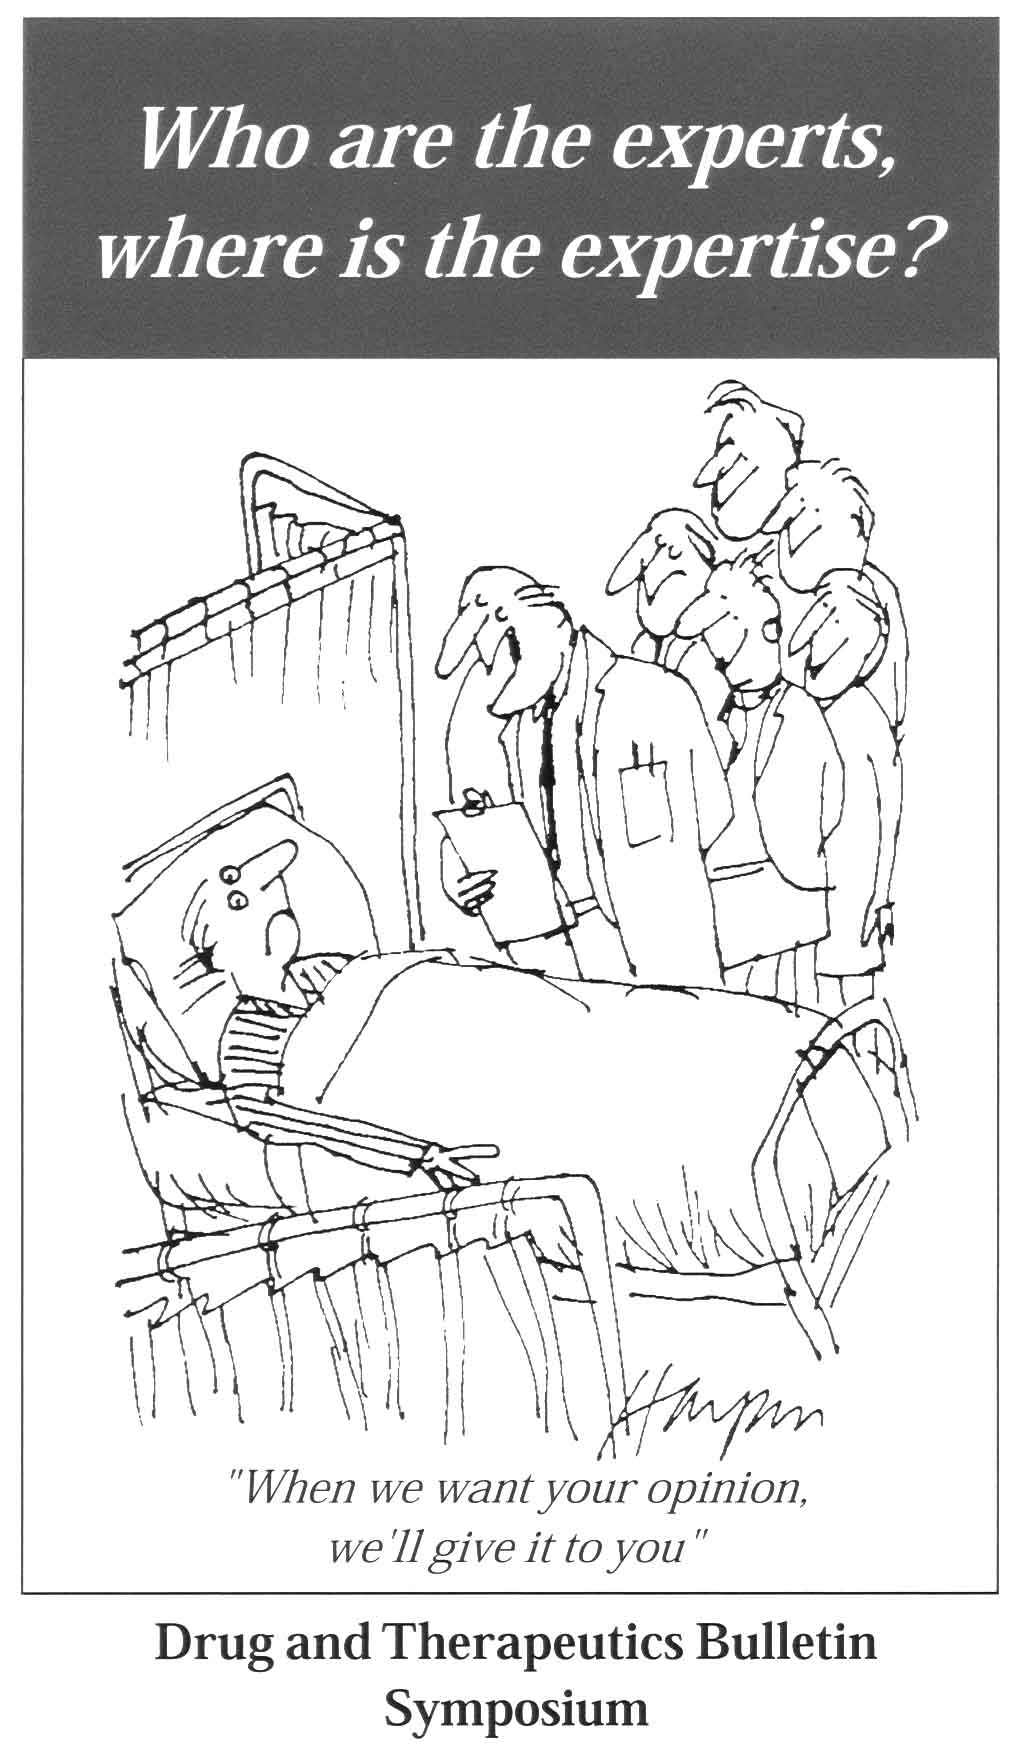 Who are the experts,
where is the expertise?
Harpur
"When we want your opinion,
we'll give it to you"
Drug and Therapeutics Bulletin
Symposium